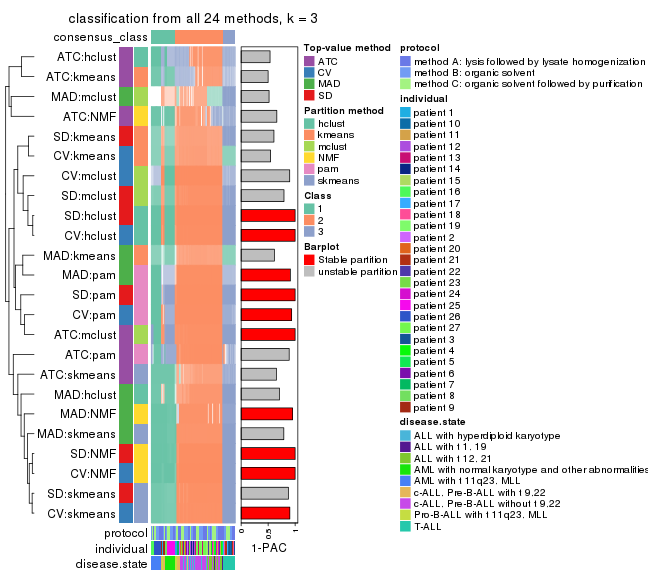 classification from all 24 methods, k = 3
consensus_class
ATC:hclust
ATC:kmeans
MAD:mclust
ATC:NMF
SD:kmeans
CV:kmeans
CV:mclust
SD:mclust
SD:hclust
CV:hclust
MAD:kmeans
MAD:pam
SD:pam
CV:pam
ATC:mclust
ATC:pam
ATC:skmeans
MAD:hclust
MAD:NMF
MAD:skmeans
SD:NMF
CV:NMF
SD:skmeans
CV:skmeans
protocol
individual
disease.state
0
0.5
1
1-PAC
Top-value method
ATC
CV
MAD
SD
Partition method
hclust
kmeans
mclust
NMF
pam
skmeans
Class
1
2
3
Barplot
Stable partition
unstable partition
protocol
method A: lysis followed by lysate homogenization
method B: organic solvent
method C: organic solvent followed by purification
individual
patient 1
patient 10
patient 11
patient 12
patient 13
patient 14
patient 15
patient 16
patient 17
patient 18
patient 19
patient 2
patient 20
patient 21
patient 22
patient 23
patient 24
patient 25
patient 26
patient 27
patient 3
patient 4
patient 5
patient 6
patient 7
patient 8
patient 9
disease.state
ALL with hyperdiploid karyotype
ALL with t1, 19
ALL with t12, 21
AML with normal karyotype and other abnormalities
AML with t11q23, MLL
c-ALL, Pre-B-ALL with t9,22
c-ALL, Pre-B-ALL without t9,22
Pro-B-ALL with t11q23, MLL
T-ALL